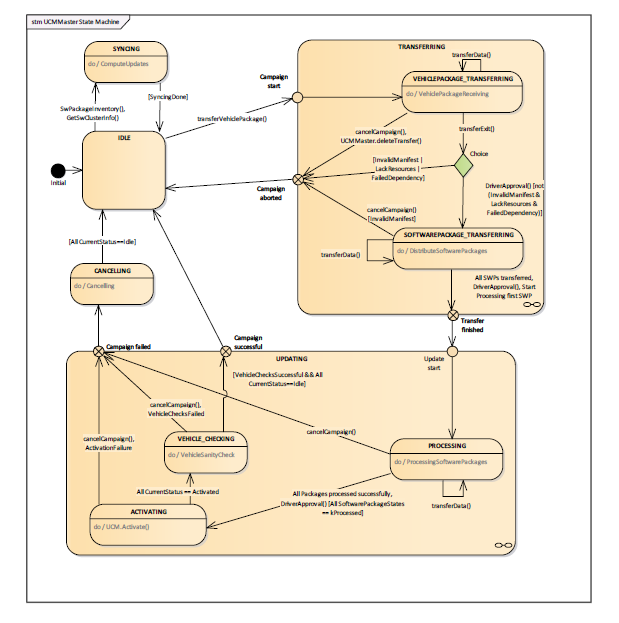 stm UCMMaster State Machine
SYNCING
do / ComputeUpdates
SwPackageInventory(),
GetSwClusterInfo()
[SyncingDone]
IDLE
Initial
transferVehiclePackage()
Campaign
start
TRANSFERRING
transferData()
VEHICLEPACKAGE_TRANSFERRING
do / VehiclePackageReceiving
cancelCampaign(),
UCMMaster.deleteTransfer()
transferExit()
Choice
[InvalidManifest |
LackResources |
FailedDependency]
Campaign
aborted
DriverApproval() [not
(InvalidManifest &
LackResources &
FailedDependency)]
cancelCampaign()
[InvalidManifest]
SOFTWAREPACKAGE_TRANSFERRING
do / DistributeSoftwarePackages
transferData()
All SWPs transferred,
DriverApproval(), Start
Processing first SWP
Transfer
finished
[All CurrentStatus==Idle]
CANCELLING
do / Cancelling
Campaign failed
Campaign
successful
UPDATING
Update
start
[VehicleChecksSuccessful && All
CurrentStatus==Idle]
cancelCampaign(),
VehicleChecksFailed
cancelCampaign(),
ActivationFailure
VEHICLE_CHECKING
do / VehicleSanityCheck
cancelCampaign()
PROCESSING
do / ProcessingSoftwarePackages
transferData()
All CurrentStatus == Activated
All Packages processed successfully,
DriverApproval() [All SoftwarePackageStates
== kProcessed]
ACTIVATING
do / UCM.Activate()